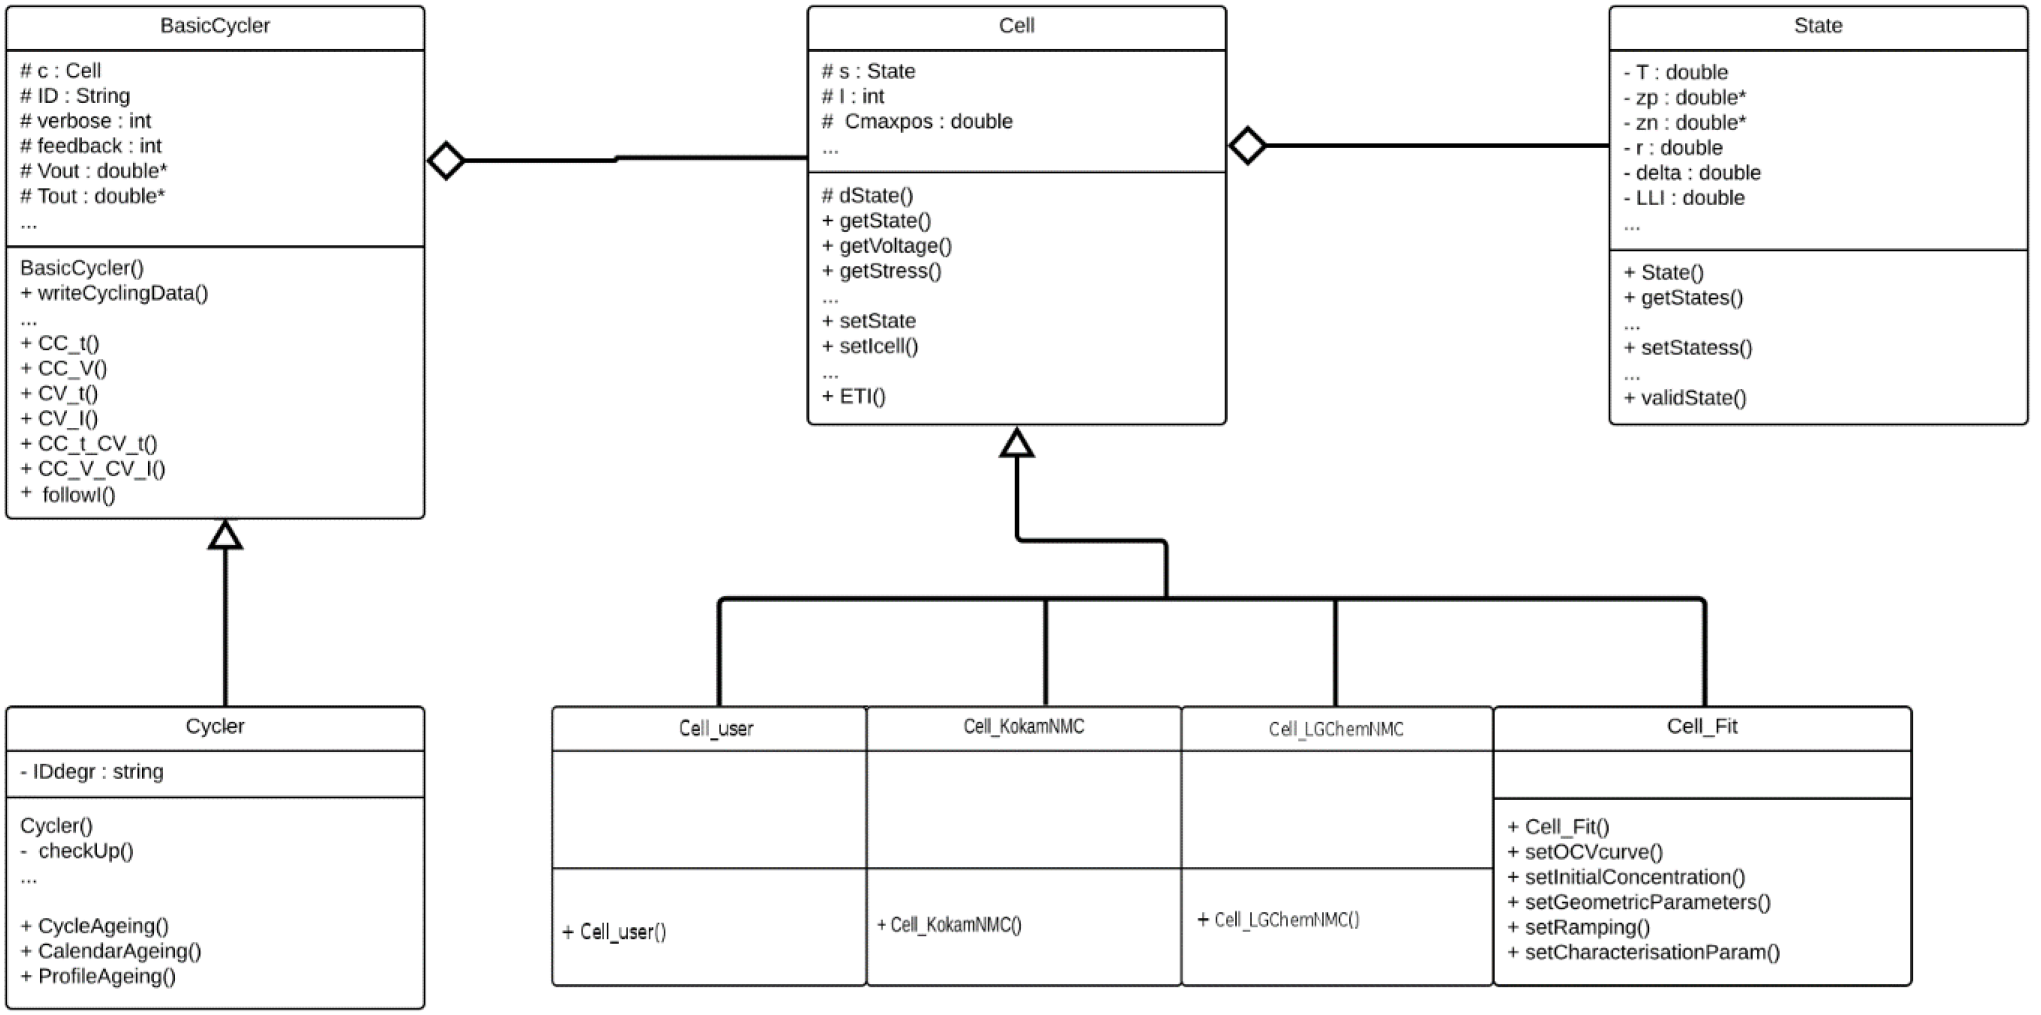 BasicCycler
# c : Cell
# ID : String
# verbose : int
# feedback : int
# Vout : double*
# Tout : double*
...
BasicCycler()
+ writeCyclingData()
...
+ CC_t()
+ CC_V()
+ CV_t()
+ CV_I()
+ CC_t_CV_t()
+ CC_V_CV_I()
+ followI()
Cell
# s : State
# I : int
# Cmaxpos : double
...
# dState()
+ getState()
+ getVoltage()
+ getStress()
...
+ setState
+ setIcell()
...
+ ETI()
State
- T : double
- zp : double*
- zn : double*
- r : double
- delta : double
- LLI : double
...
+ State()
+ getStates()
...
+ setStatess()
...
+ validState()
Cycler
- IDdegr : string
Cycler()
- checkUp()
...
+ CycleAgeing()
+ CalendarAgeing()
+ ProfileAgeing()
Cell_user
+ Cell_user()
Cell_KokamNMC
+ Cell_KokamNMC()
Cell_LGChemNMC
+ Cell_LGChemNMC()
Cell_Fit
+ Cell_Fit()
+ setOCVcurve()
+ setInitialConcentration()
+ setGeometricParameters()
+ setRamping()
+ setCharacterisationParam()